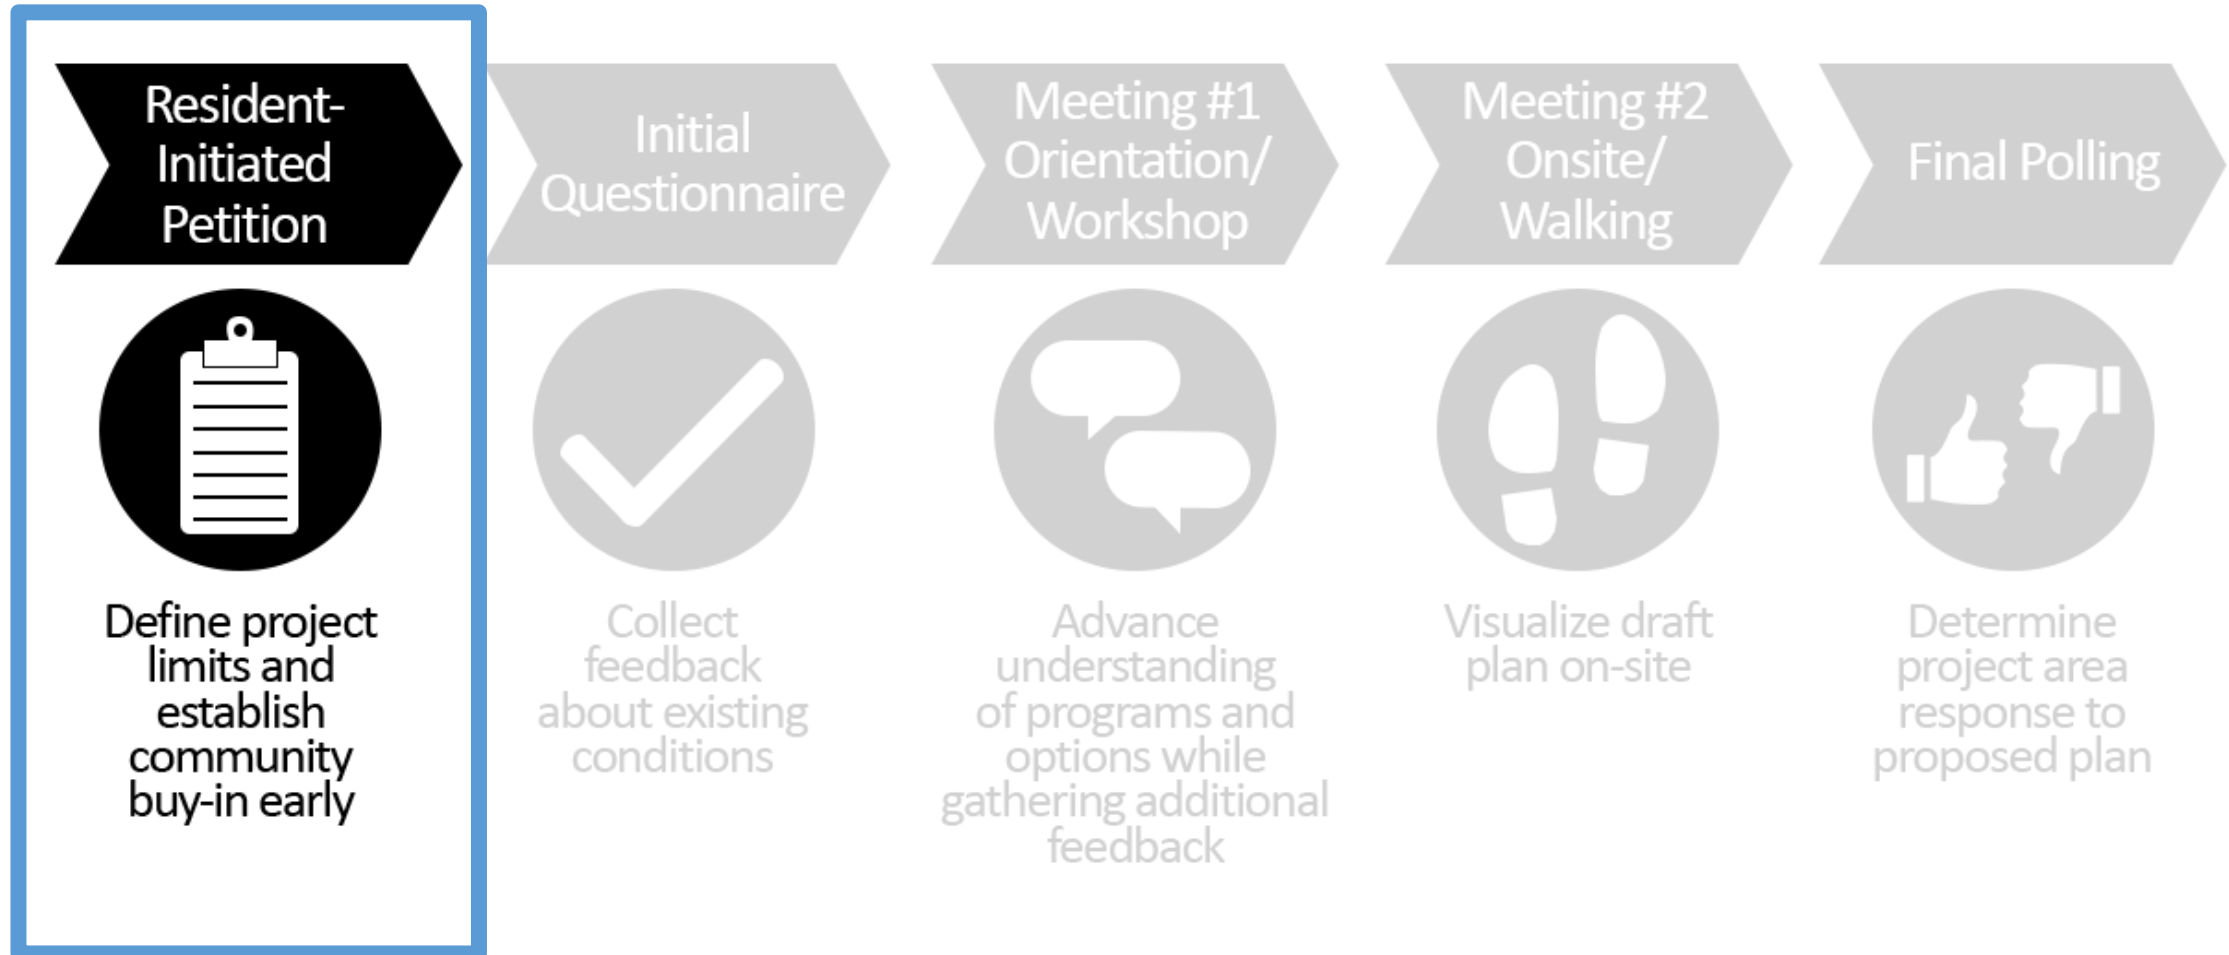 Resident-
Initiated
Petition
Initial
Questionnaire
Meeting #1
Orientation/
Workshop
Meeting #2
Onsite/
Walking
Final Polling
Define project
limits and
establish
community
buy-in early
Collect
feedback
about existing
conditions
Advance
understanding
of programs and
options while
gathering additional
feedback
Visualize draft
plan on-site
Determine
project area
response to
proposed plan